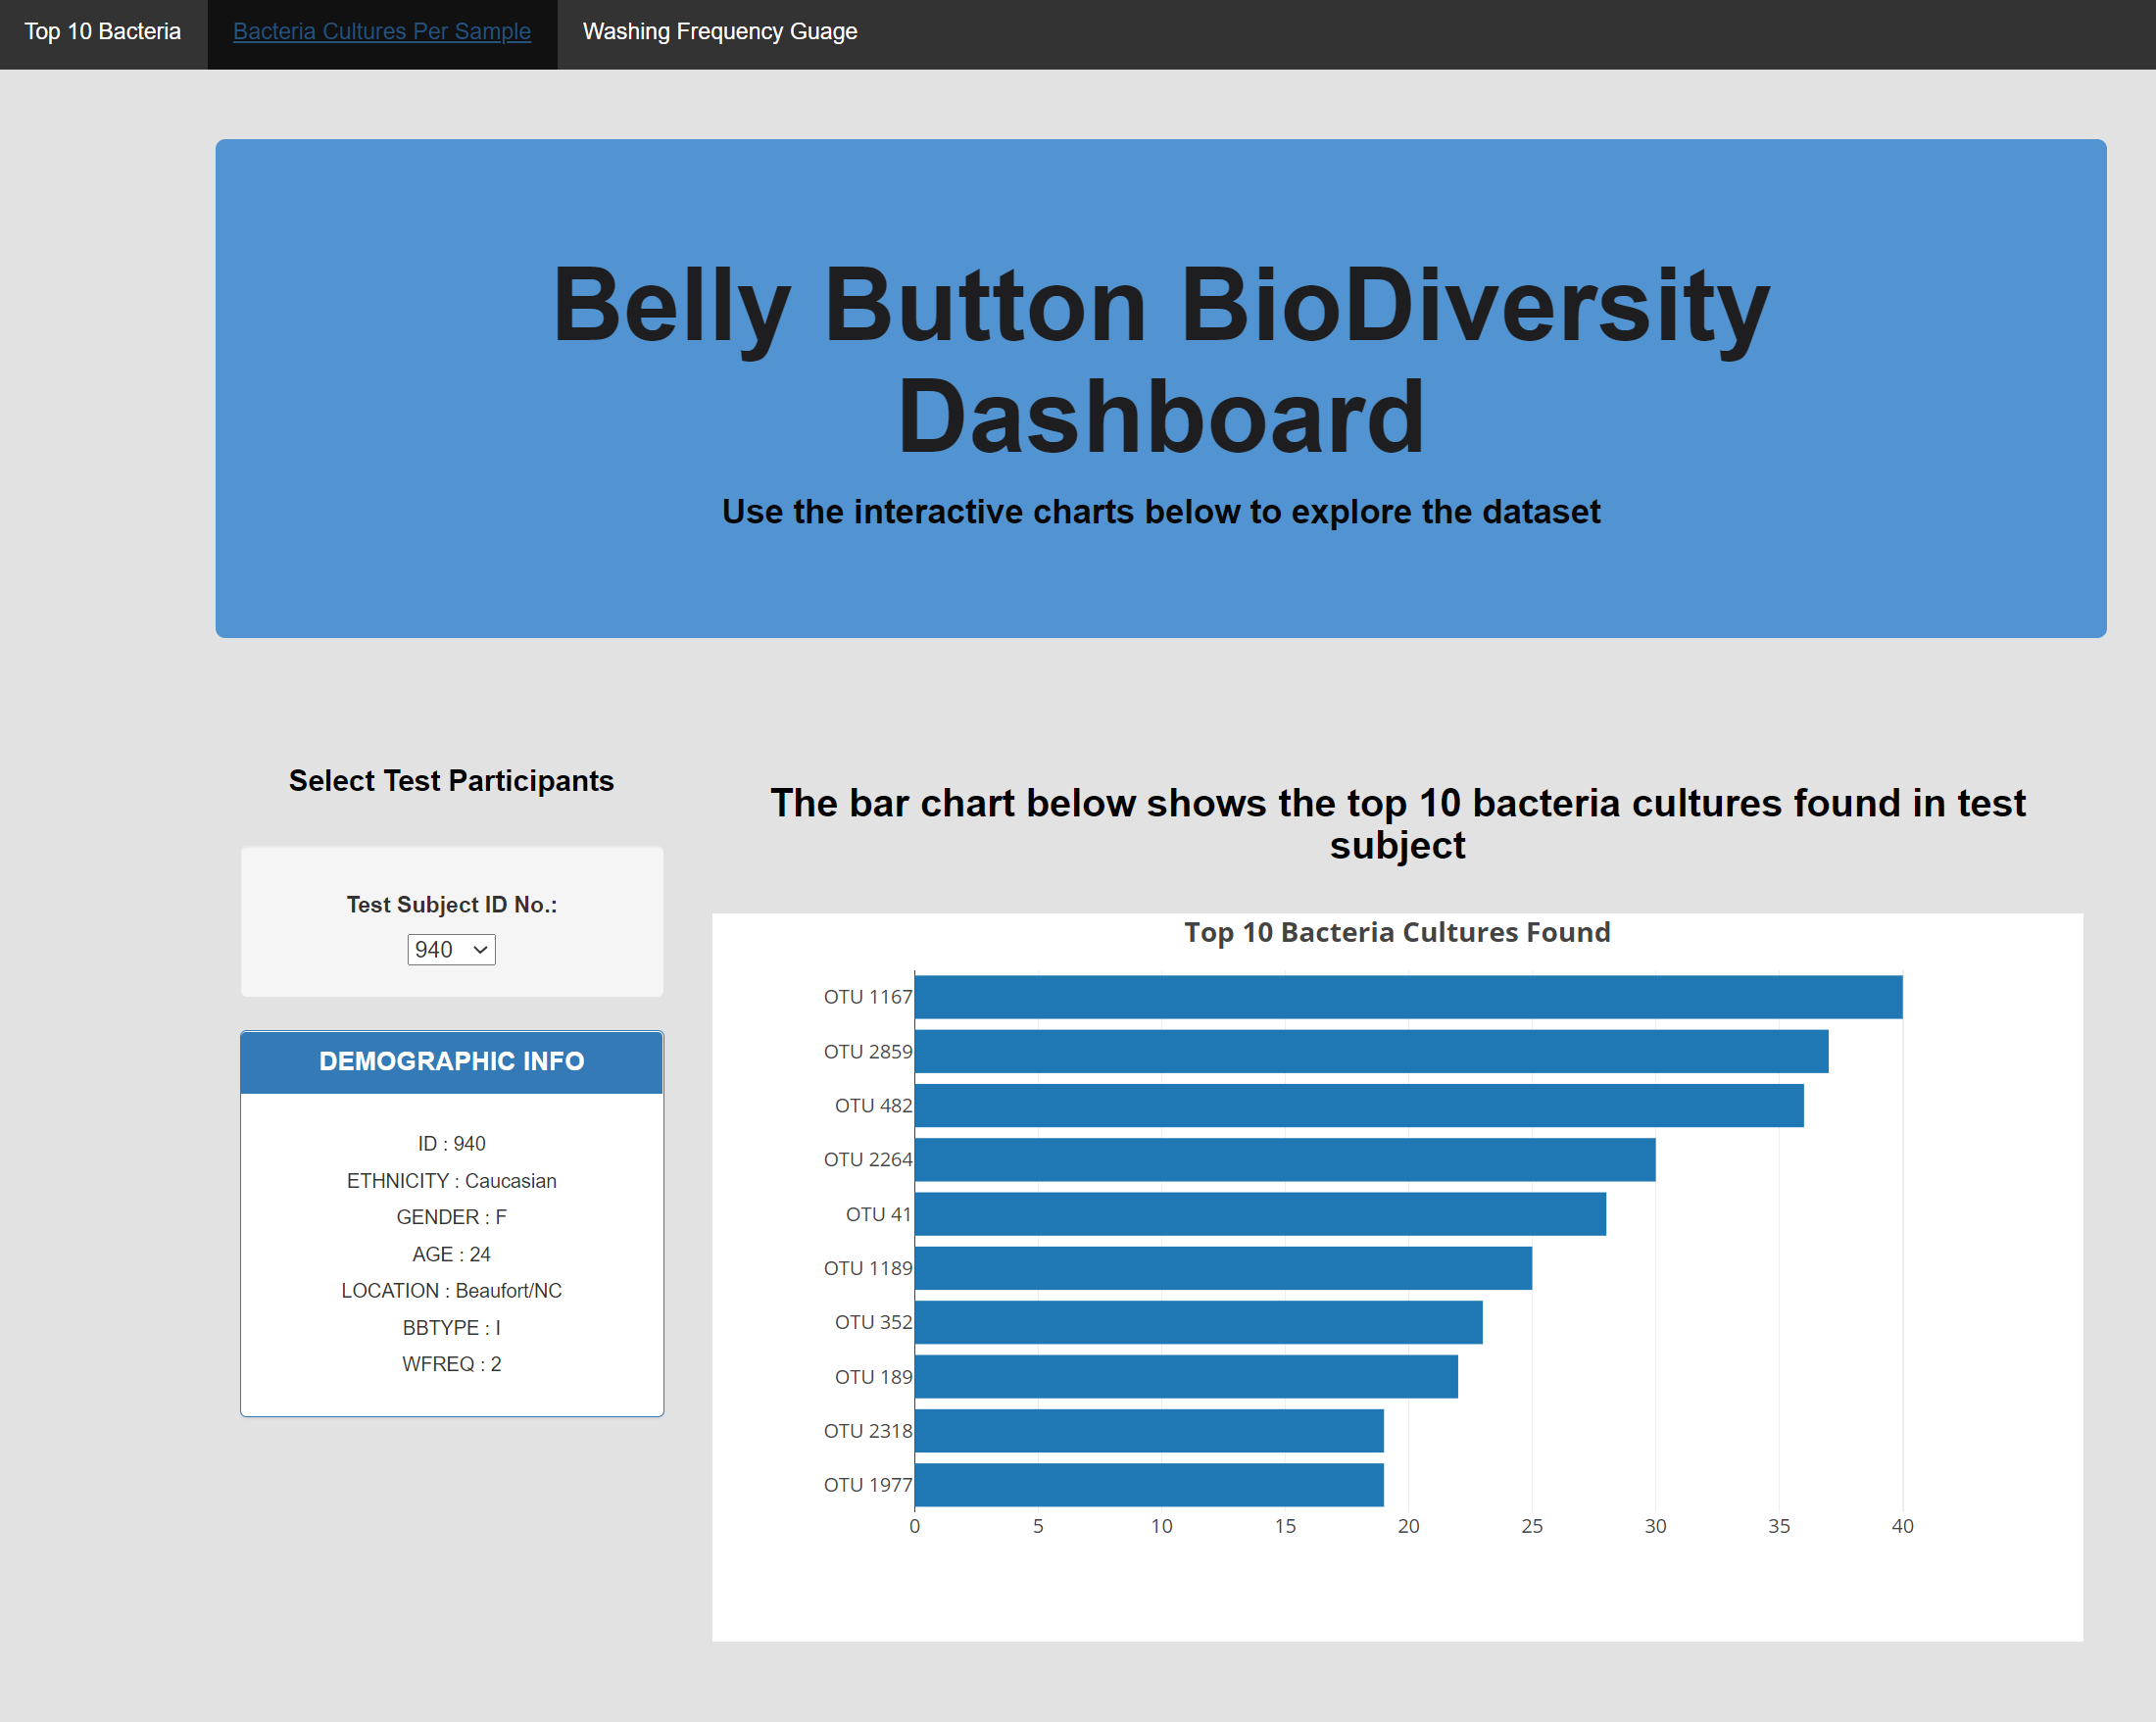 Top 10 Bacteria
Bacteria Cultures Per Sample
Washing Frequency Guage
Belly Button BioDiversity
Dashboard
Use the interactive charts below to explore the dataset
Select Test Participants
Test Subject ID No.:
940
DEMOGRAPHIC INFO
ID : 940
ETHNICITY : Caucasian
GENDER : F
AGE : 24
LOCATION : Beaufort/NC
BBTYPE : I
WFREQ : 2
The bar chart below shows the top 10 bacteria cultures found in test
subject
Top 10 Bacteria Cultures Found
OTU 1167
OTU 2859
OTU 482
OTU 2264
OTU 41
OTU 1189
OTU 352
OTU 189
OTU 2318
OTU 1977
0 5 10 15 20 25 30 35 40